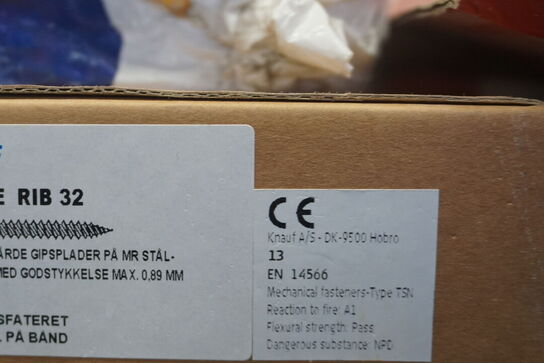 E RIB 32
ÅRDE GIPSPLADER PÅ MR STÅL-
MED GODSTYKKELSE MAX. 0,89 MM
SFATERET
PÅ BÅND
CE
Knauf A/S - DK-9500 Hobro
13
EN 14566
Mechanical fasteners-Type TSN
Reaction to fire: A1
Flexural strength: Pass
Dangerous substance: NPD